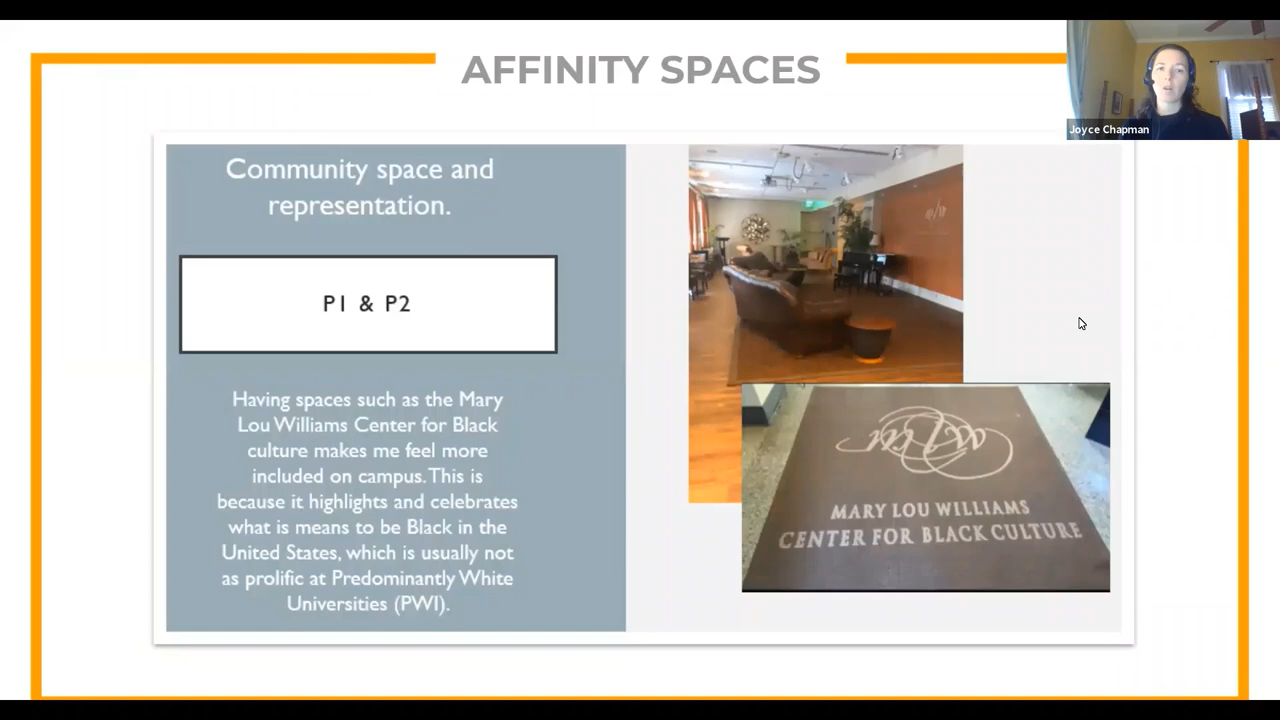 AFFINITY SPACES
Joyce Chapman
Community space and
representation.
P1 & P2
Having spaces such as the Mary
Lou Williams Center for Black
culture makes me feel more
included on campus. This is
because it highlights and celebrates
what is means to be Black in the
United States, which is usually not
as prolific at Predominantly White
Universities (PWI).
mlw
MARY LOU WILLIAMS
CENTER FOR BLACK CULTURE